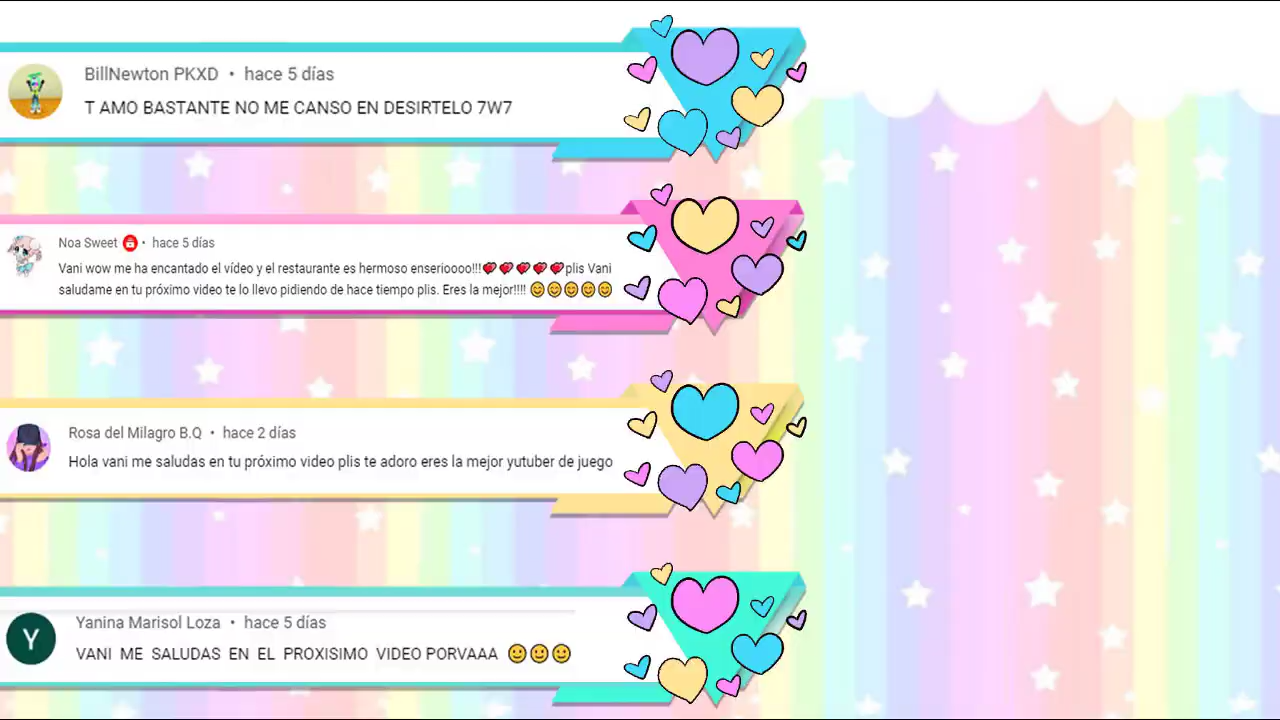 BillNewton PKXD • hace 5 días
T AMO BASTANTE NO ME CANSO EN DESIRTELO 7W7
Noa Sweet • hace 5 días
Vani wow me ha encantado el vídeo y el restaurante es hermoso enserioooo!!!💕💕💕💕💕plis Vani
saludame en tu próximo video te lo llevo pidiendo de hace tiempo plis. Eres la mejor!!!! 😊😊😊😊😊
Rosa del Milagro B.Q • hace 2 días
Hola vani me saludas en tu próximo video plis te adoro eres la mejor yutuber de juego
Y
Yanina Marisol Loza • hace 5 días
VANI ME SALUDAS EN EL PROXISIMO VIDEO PORVAAA 🙂🙂🙂